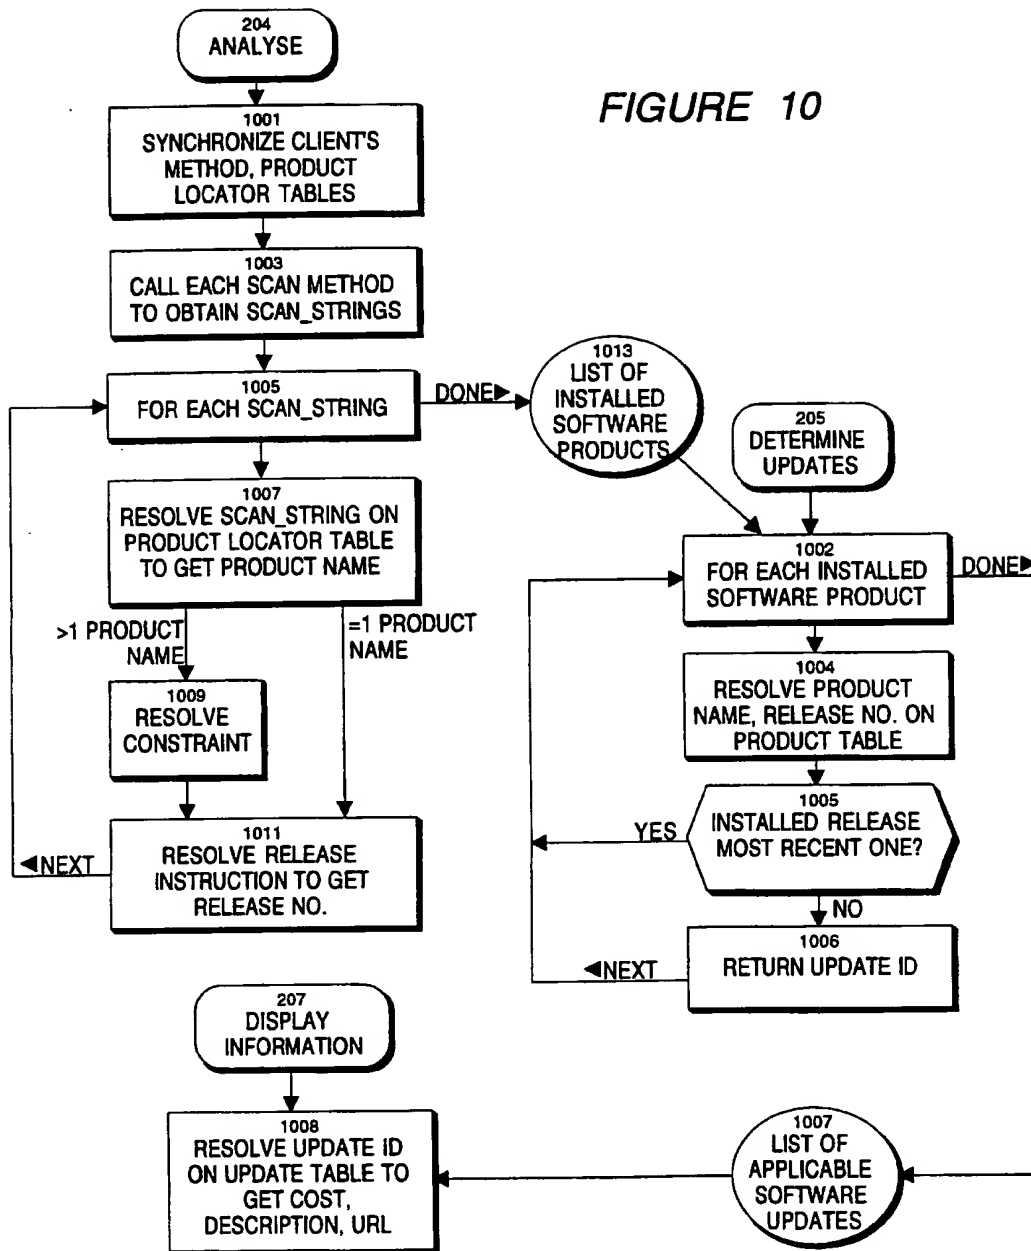 FIGURE 10
204
ANALYSE
1001
SYNCHRONIZE CLIENT'S
METHOD, PRODUCT
LOCATOR TABLES
1003
CALL EACH SCAN METHOD
TO OBTAIN SCAN_STRINGS
1005
FOR EACH SCAN_STRING
DONE
1007
RESOLVE SCAN_STRING ON
PRODUCT LOCATOR TABLE
TO GET PRODUCT NAME
>1 PRODUCT
NAME
=1 PRODUCT
NAME
1009
RESOLVE
CONSTRAINT
1011
RESOLVE RELEASE
INSTRUCTION TO GET
RELEASE NO.
NEXT
1013
LIST OF
INSTALLED
SOFTWARE
PRODUCTS
205
DETERMINE
UPDATES
1002
FOR EACH INSTALLED
SOFTWARE PRODUCT
DONE
1004
RESOLVE PRODUCT
NAME, RELEASE NO. ON
PRODUCT TABLE
1005
INSTALLED RELEASE
MOST RECENT ONE?
YES
NO
1006
RETURN UPDATE ID
NEXT
207
DISPLAY
INFORMATION
1008
RESOLVE UPDATE ID
ON UPDATE TABLE TO
GET COST,
DESCRIPTION, URL
1007
LIST OF
APPLICABLE
SOFTWARE
UPDATES